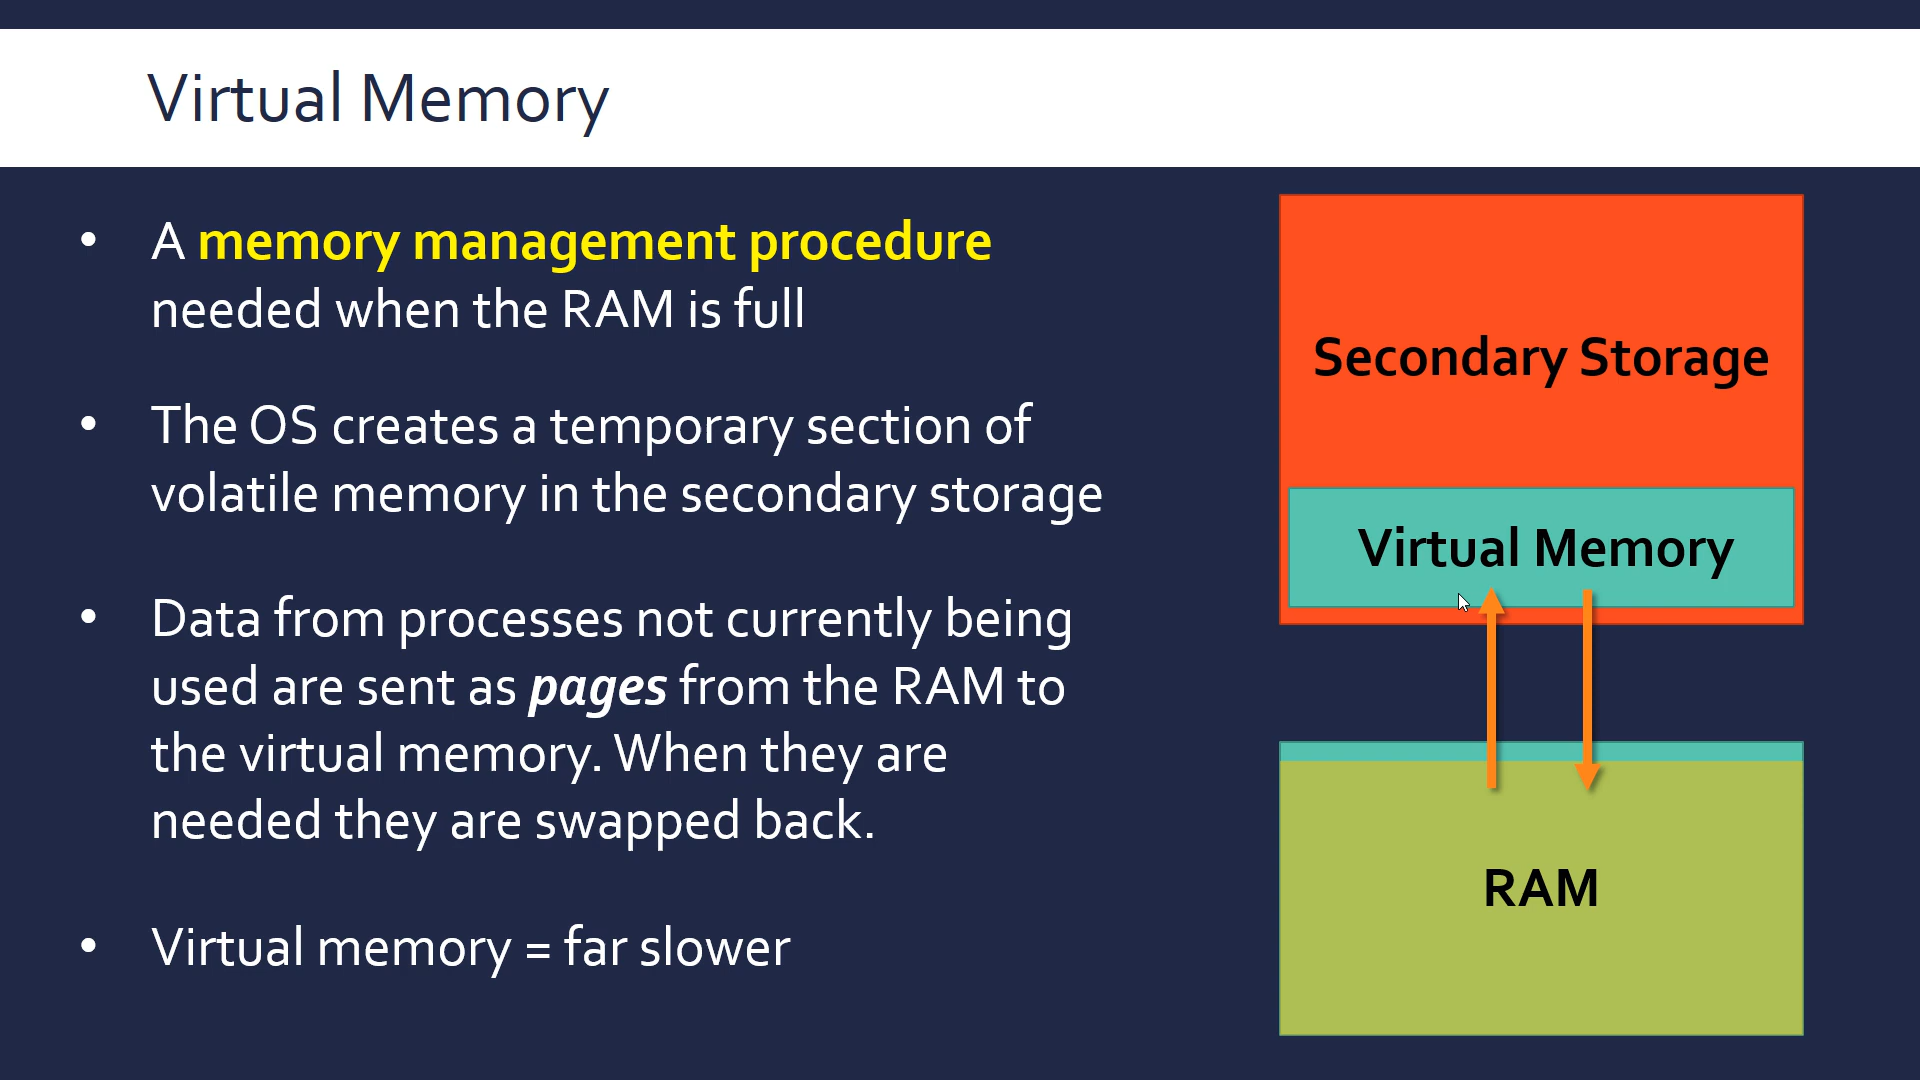 Virtual Memory
• A memory management procedure
needed when the RAM is full
• The OS creates a temporary section of
volatile memory in the secondary storage
• Data from processes not currently being
used are sent as pages from the RAM to
the virtual memory. When they are
needed they are swapped back.
• Virtual memory = far slower
Secondary Storage
Virtual Memory
RAM